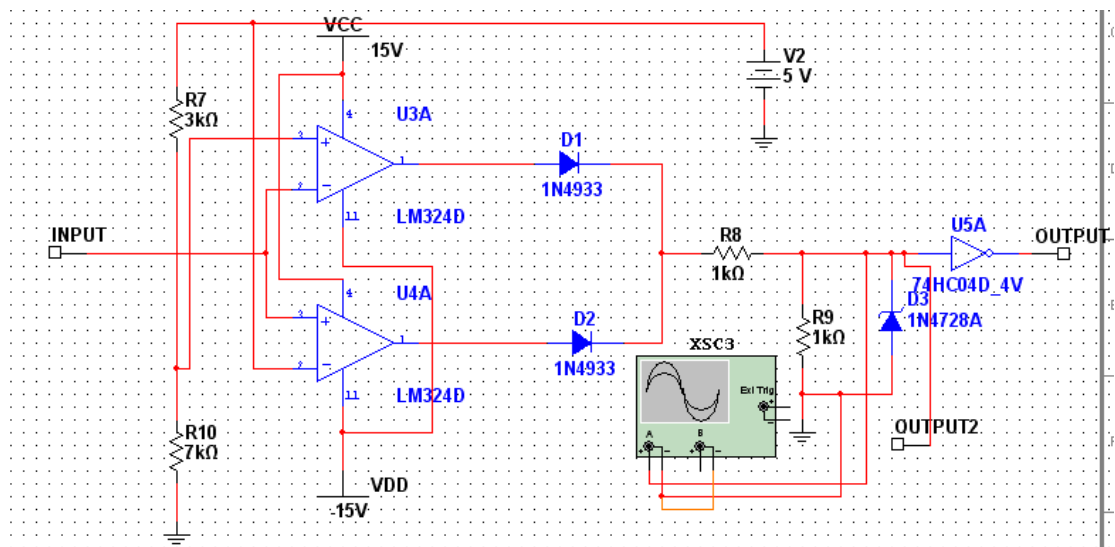 VCC
15V
V2
5 V
R7
3kΩ
4
U3A
3
+
1
2
−
11
LM324D
D1
1N4933
INPUT
R8
1kΩ
U5A
OUTPUT
74HC04D_4V
4
U4A
3
+
1
2
−
11
LM324D
D2
1N4933
D3
1N4728A
R9
1kΩ
XSC3
Ext Trig
+
−
A
B
+
−
+
−
OUTPUT2
R10
7kΩ
VDD
-15V